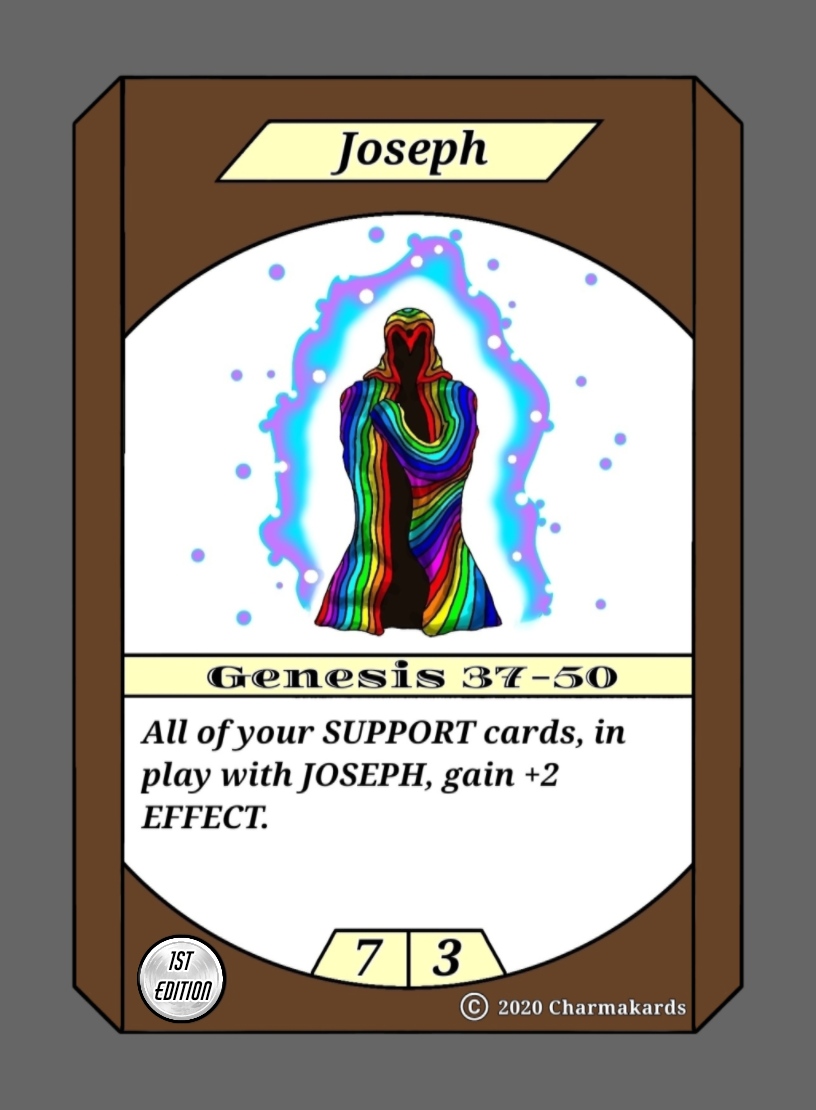 Joseph
Genesis 37-50
All of your SUPPORT cards, in
play with JOSEPH, gain +2
EFFECT.
7 3
1ST
EDITION
© 2020 Charmakards